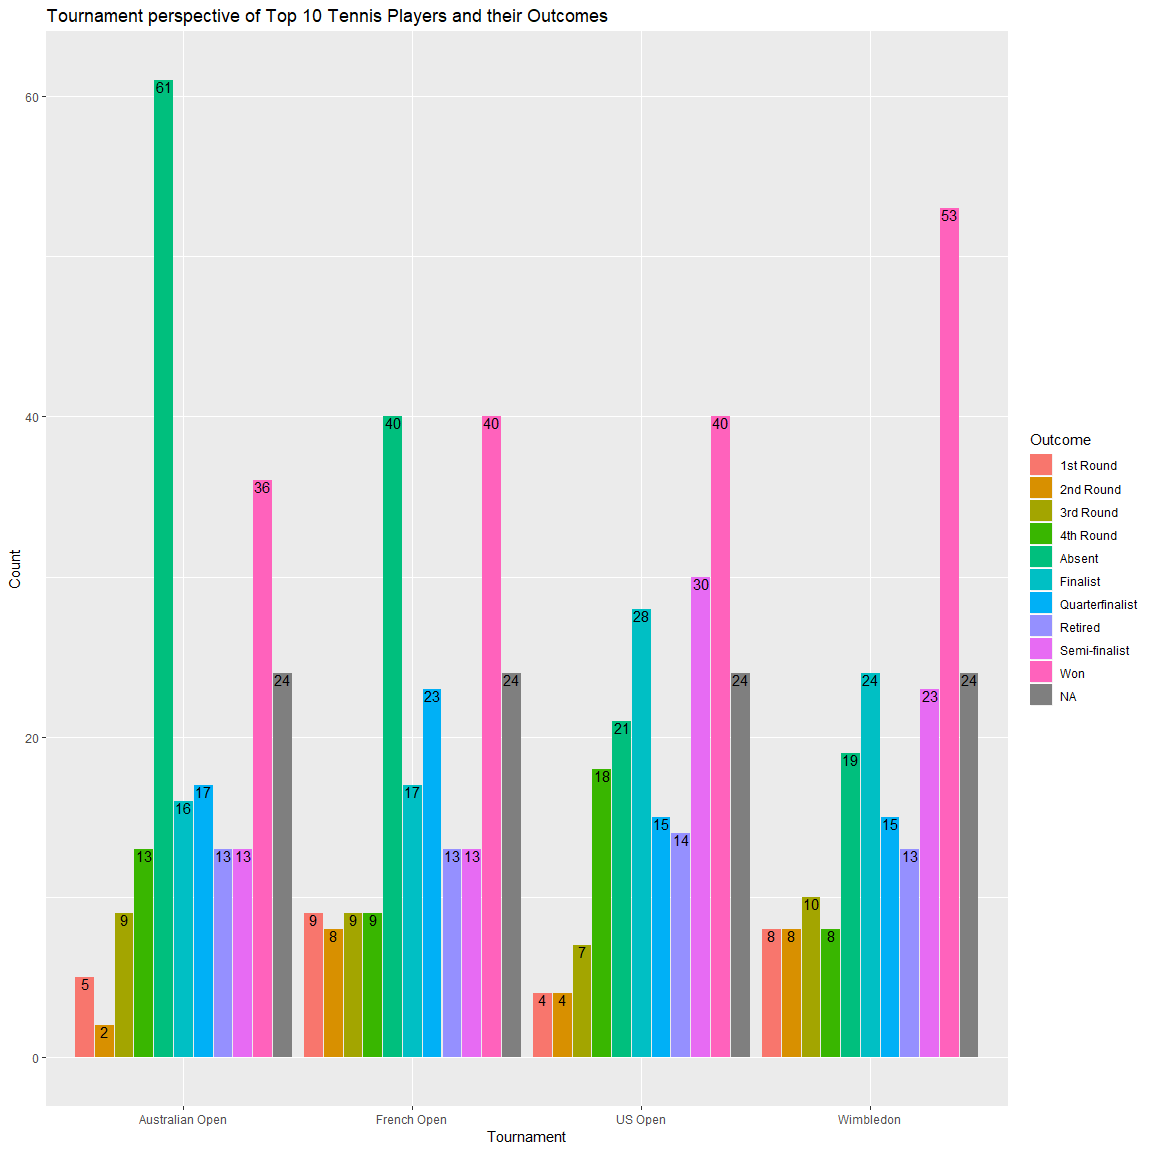 Tournament perspective of Top 10 Tennis Players and their Outcomes
60
40
20
0
Count
5
2
9
13
61
16
17
13
13
36
24
9
8
9
9
40
17
23
13
13
40
24
4
4
7
18
21
28
15
14
30
40
24
8
8
10
8
19
24
15
13
23
53
24
Australian Open
French Open
US Open
Wimbledon
Tournament
Outcome
1st Round
2nd Round
3rd Round
4th Round
Absent
Finalist
Quarterfinalist
Retired
Semi-finalist
Won
NA